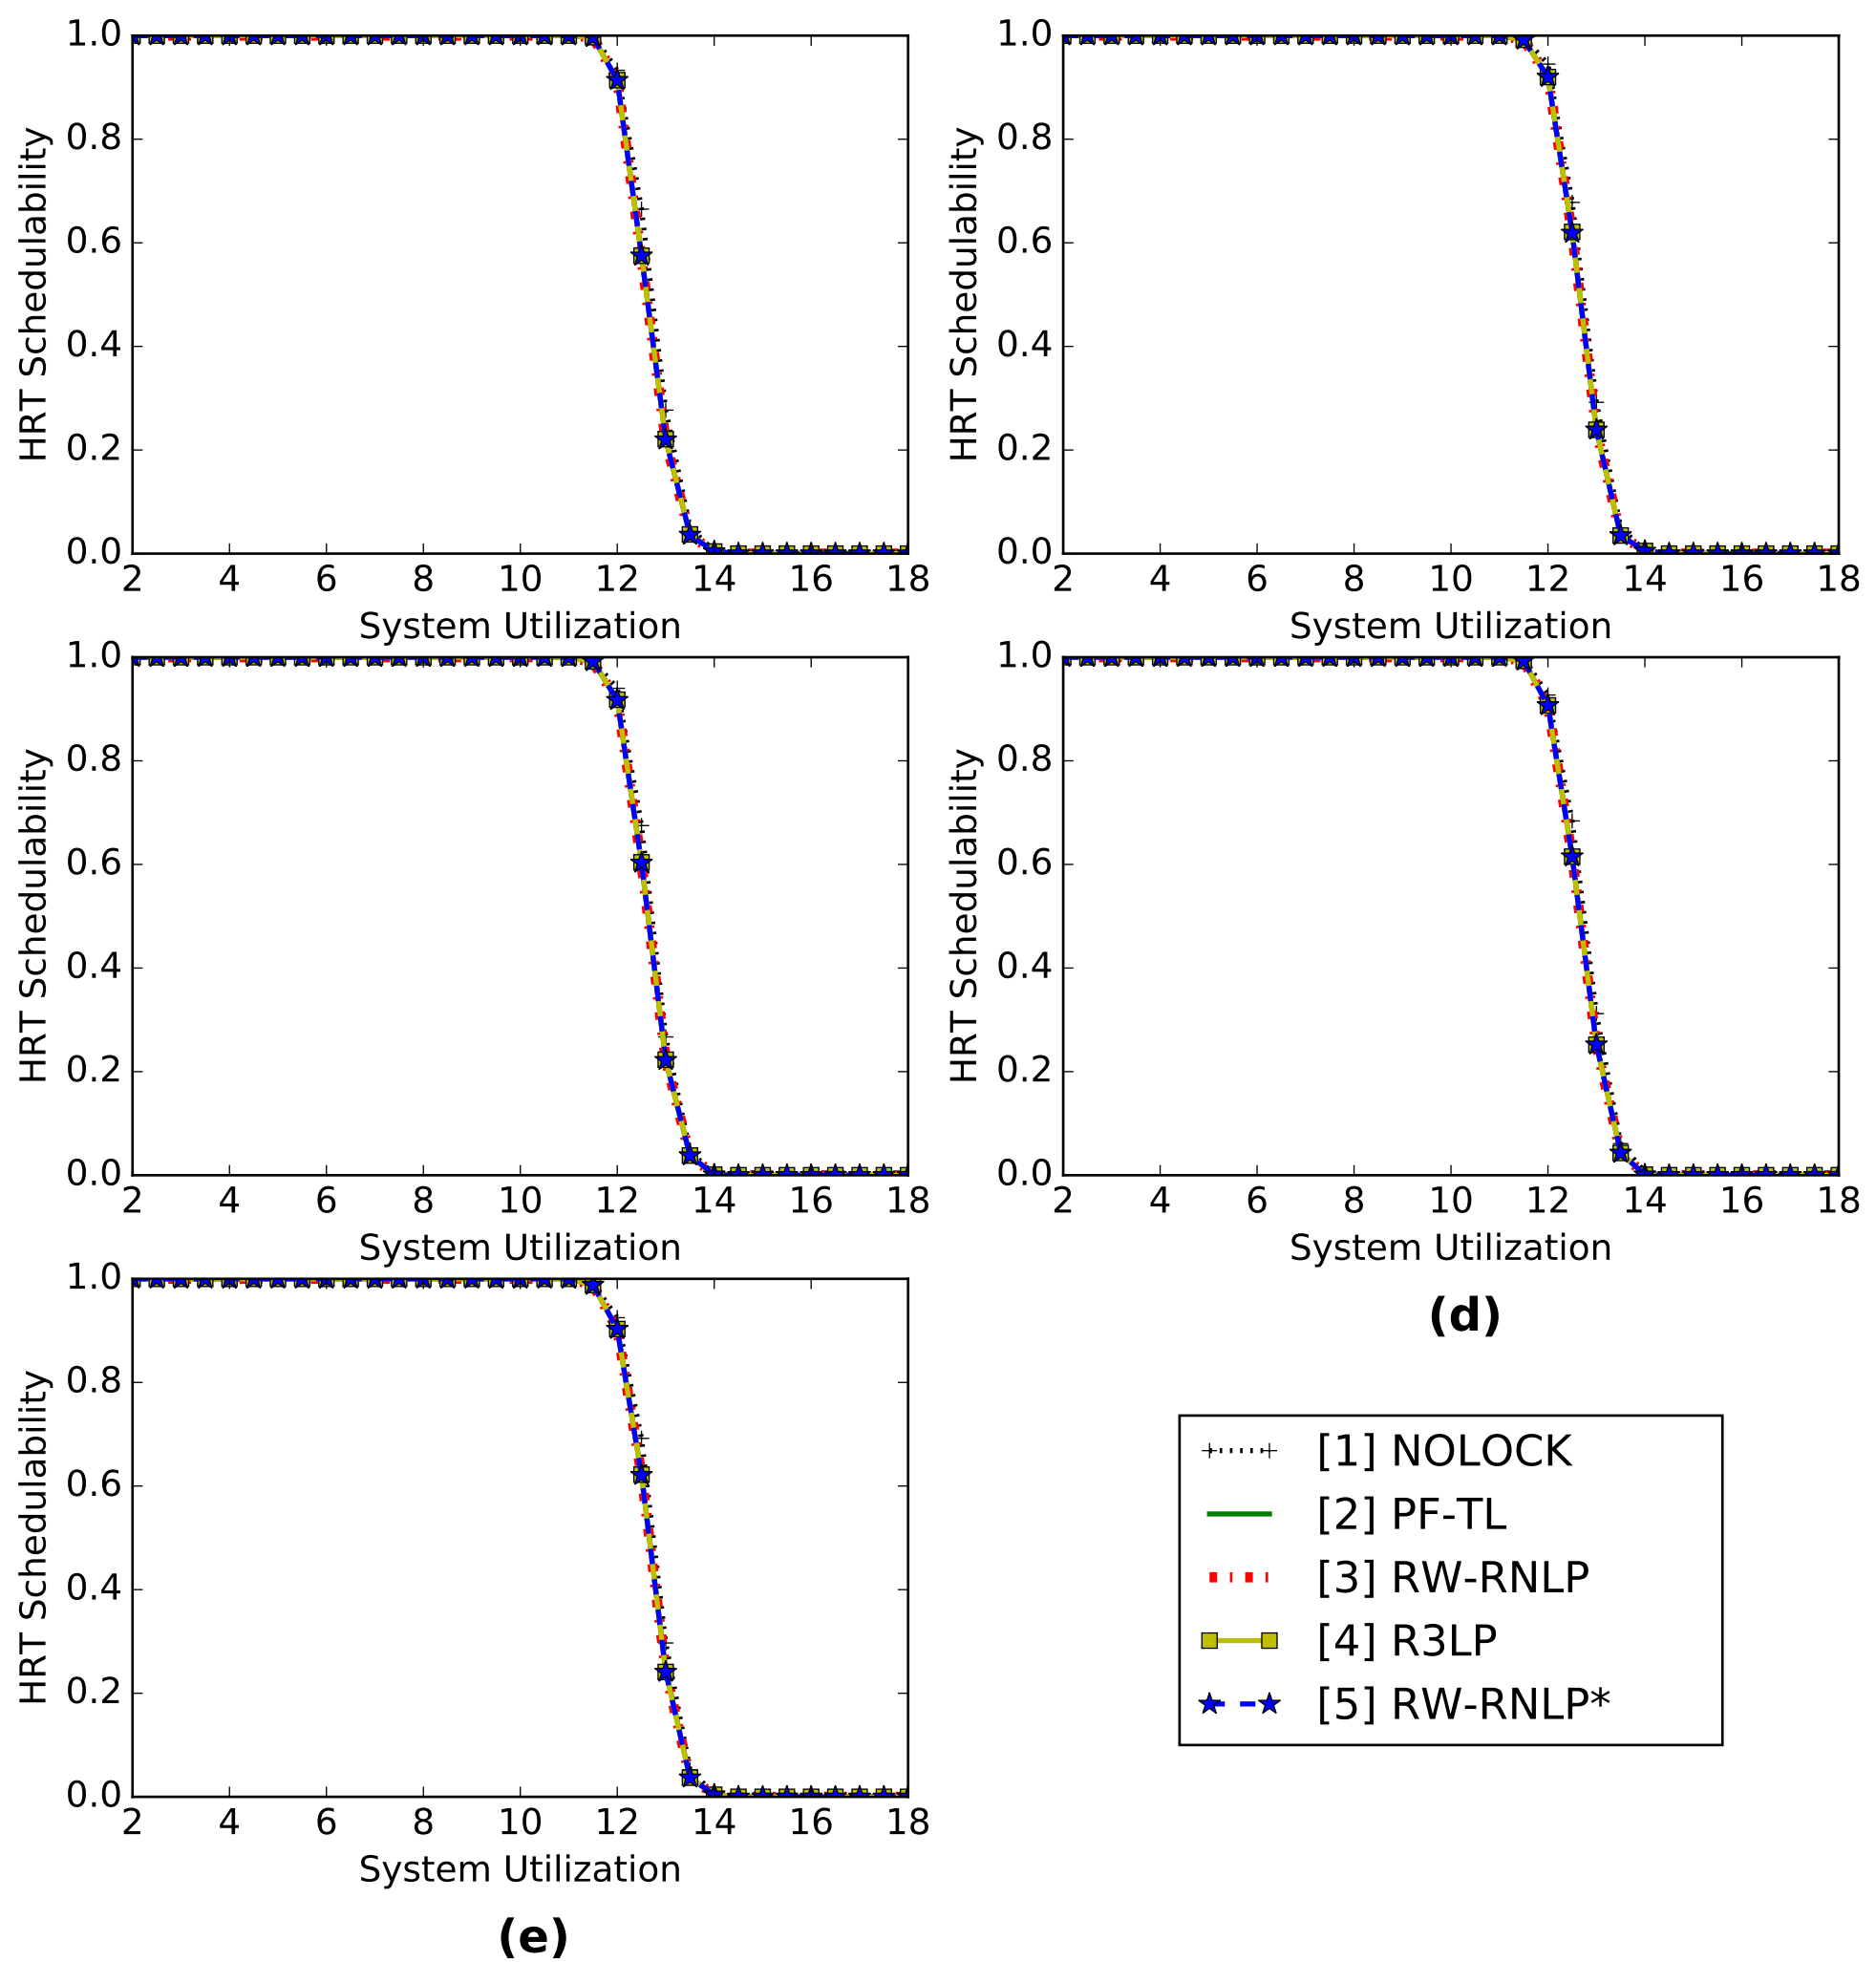 1.0
0.8
0.6
0.4
0.2
0.0
HRT Schedulability
2 4 6 8 10 12 14 16 18
System Utilization
1.0
0.8
0.6
0.4
0.2
0.0
HRT Schedulability
2 4 6 8 10 12 14 16 18
System Utilization
1.0
0.8
0.6
0.4
0.2
0.0
HRT Schedulability
2 4 6 8 10 12 14 16 18
System Utilization
1.0
0.8
0.6
0.4
0.2
0.0
HRT Schedulability
2 4 6 8 10 12 14 16 18
System Utilization
(d)
1.0
0.8
0.6
0.4
0.2
0.0
HRT Schedulability
2 4 6 8 10 12 14 16 18
System Utilization
(e)
[1] NOLOCK
[2] PF-TL
[3] RW-RNLP
[4] R3LP
[5] RW-RNLP*